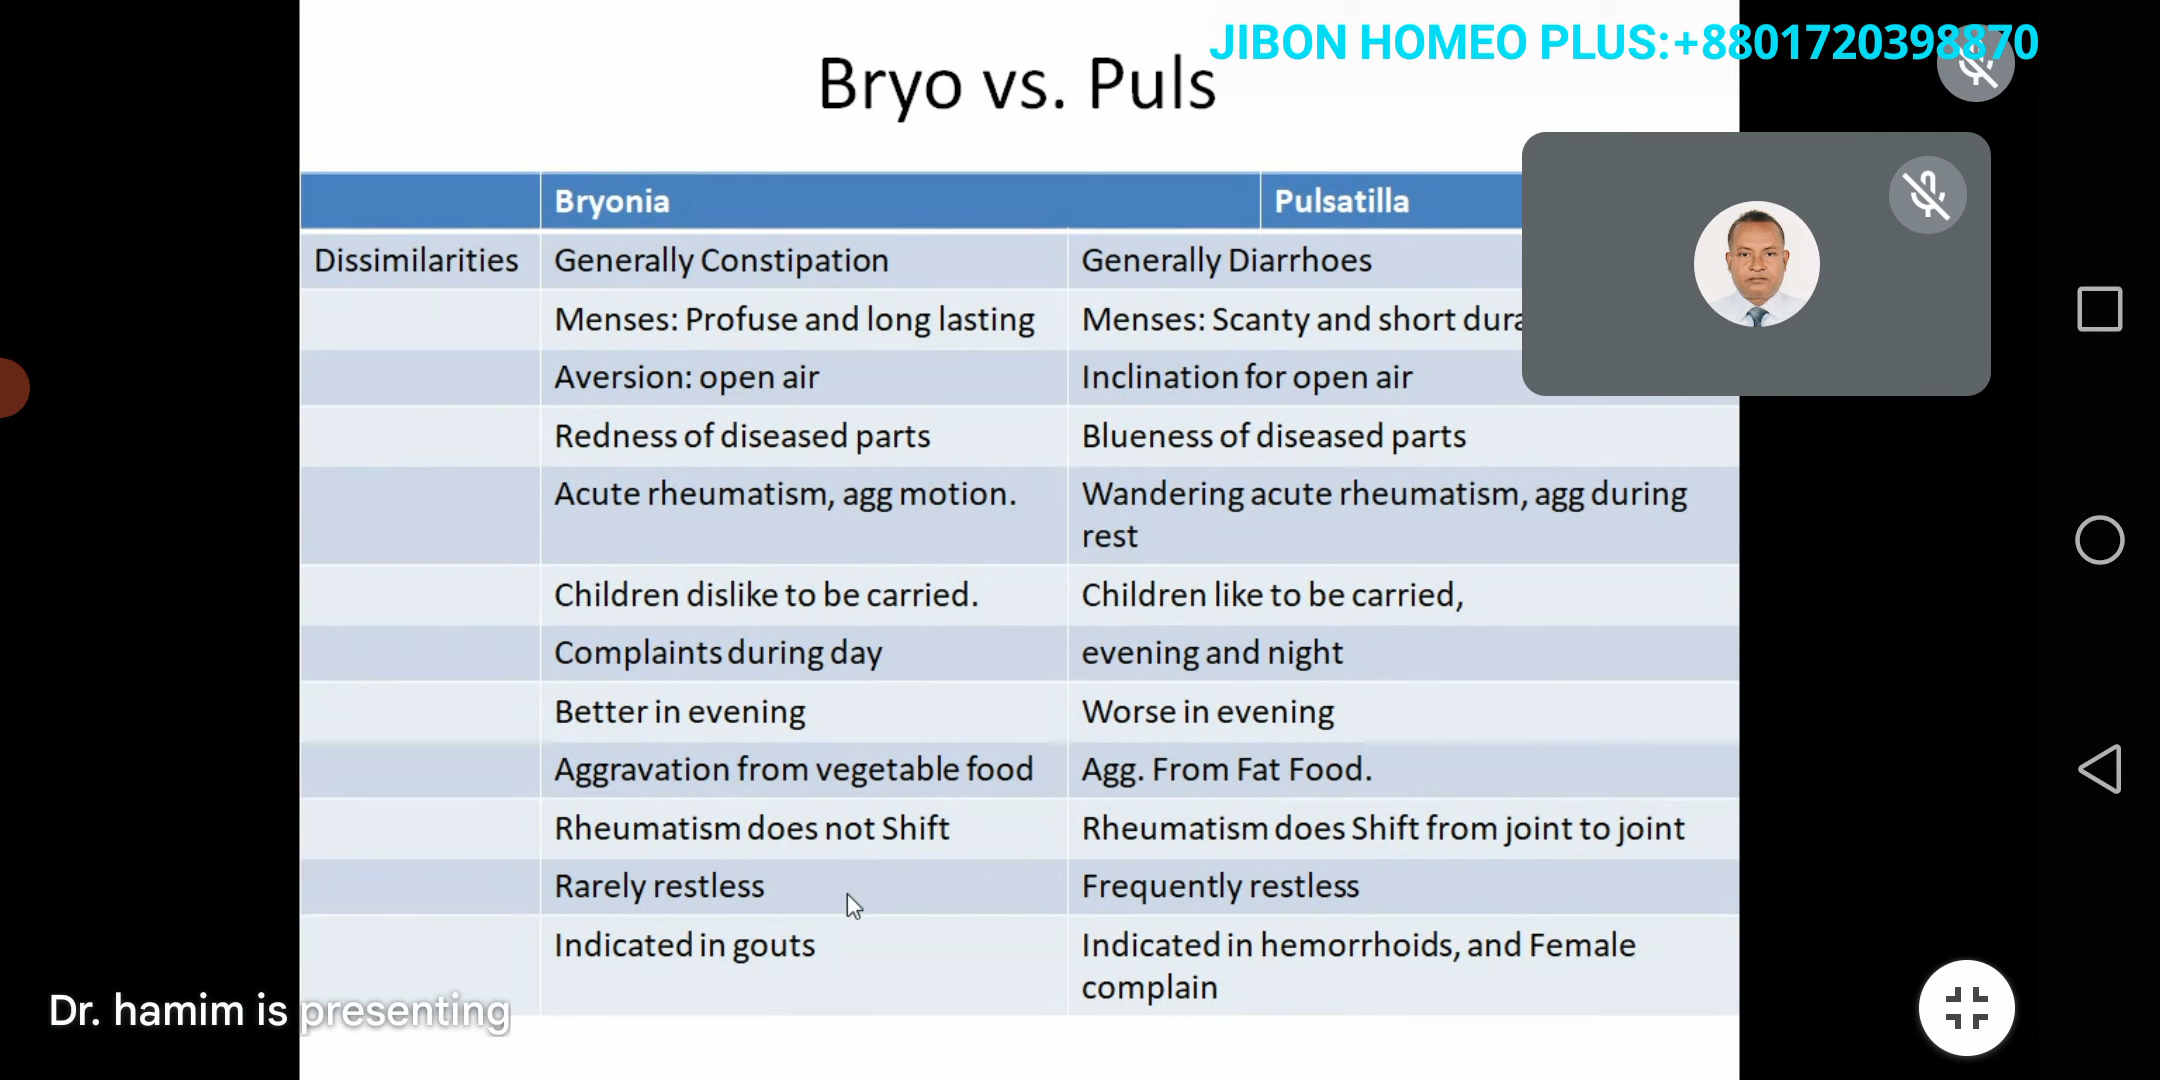 JIBON HOMEO PLUS:+8801720398870
Bryo vs. Puls
Bryonia Pulsatilla
Dissimilarities Generally Constipation Generally Diarrhoes
Menses: Profuse and long lasting Menses: Scanty and short
Aversion: open air Inclination for open air
Redness of diseased parts Blueness of diseased parts
Acute rheumatism, agg motion. Wandering acute rheumatism, agg during
rest
Children dislike to be carried. Children like to be carried,
Complaints during day evening and night
Better in evening Worse in evening
Aggravation from vegetable food Agg. From Fat Food.
Rheumatism does not Shift Rheumatism does Shift from joint to joint
Rarely restless Frequently restless
Indicated in gouts Indicated in hemorrhoids, and Female
complain
Dr. hamim is presenting